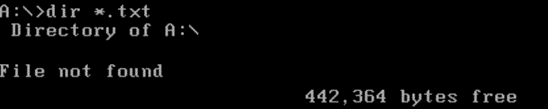 A:\>dir *.txt
Directory of A:\
File not found
442,364 bytes free